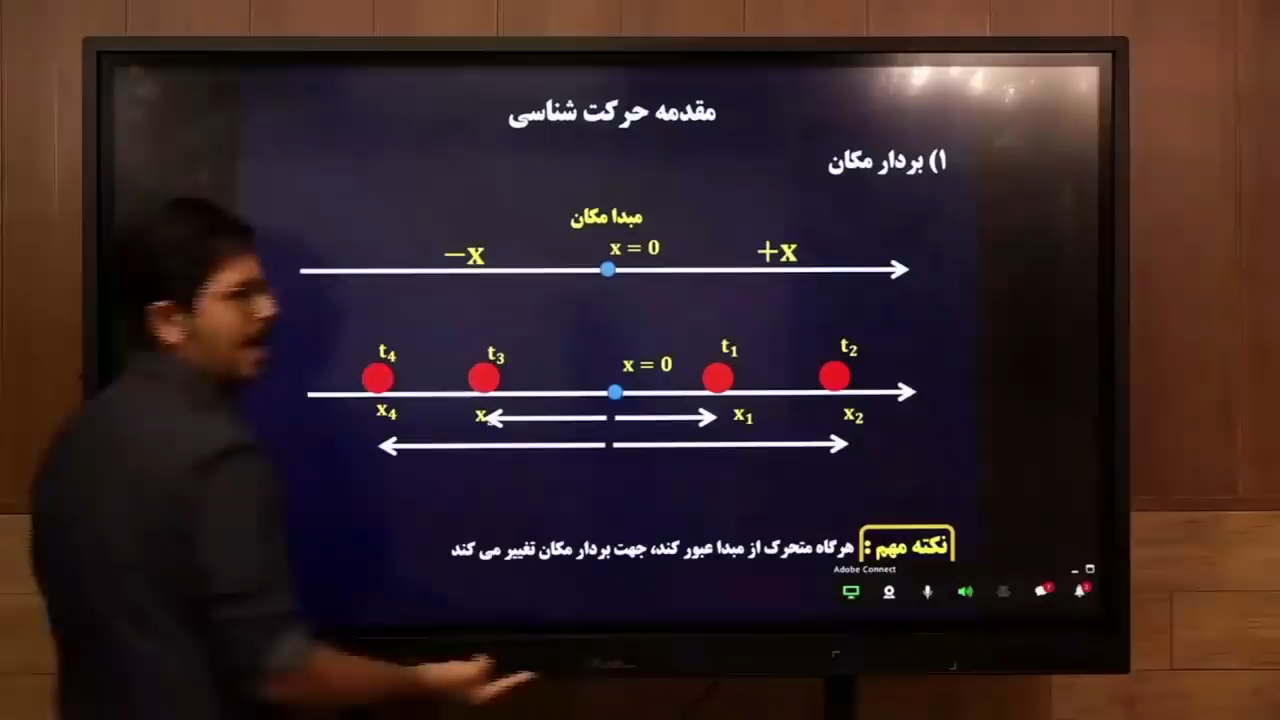 مقدمه حرکت شناسی
۱) بردار مکان
مبدا مکان
−x x = 0 +x
t₄ t₃ x = 0 t₁ t₂
x₄ x₃ x₁ x₂
نکته مهم : هرگاه متحرک از مبدا عبور کند، جهت بردار مکان تغییر می کند
Adobe Connect